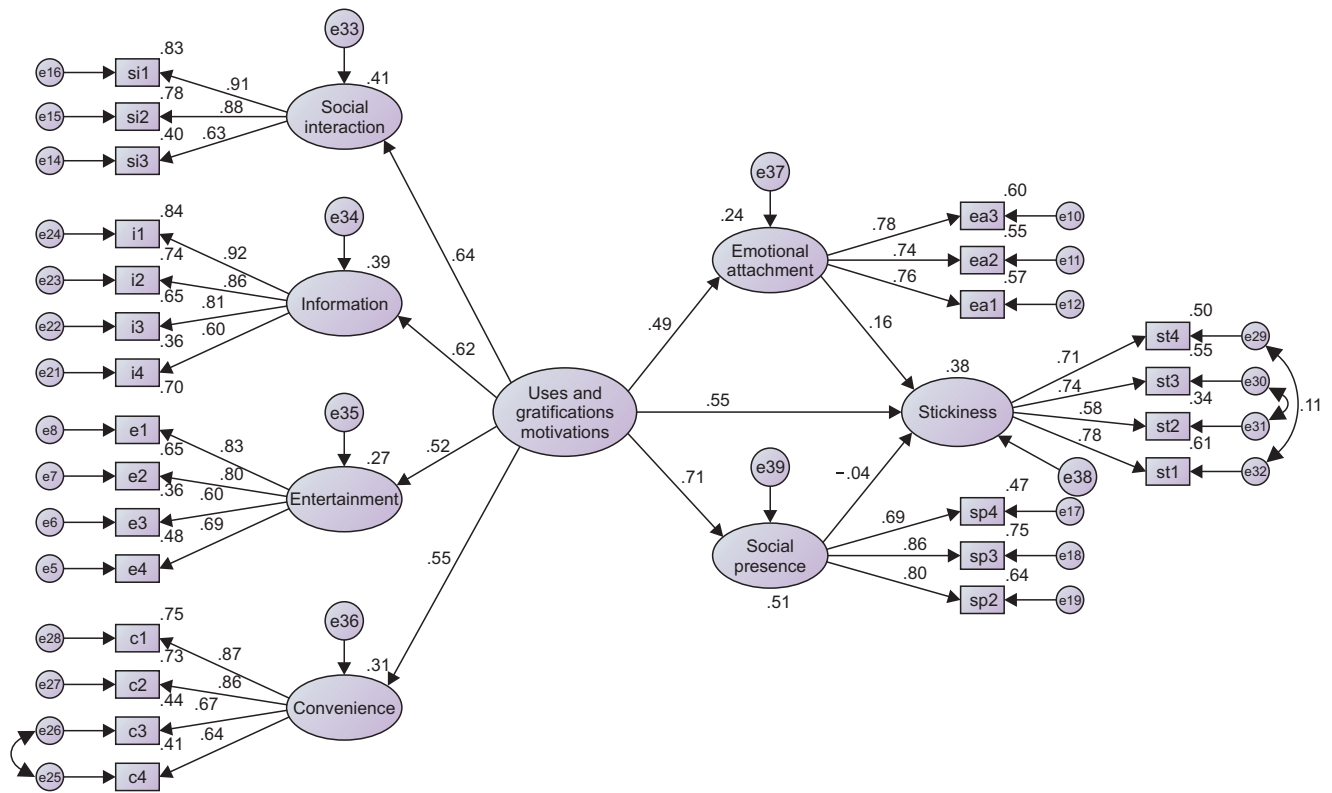 e33
.83
.41
e16
si1
.91
.78
Social
interaction
e15
si2
.88
.40
.63
e14
si3
e34
.84
.39
e24
i1
.92
.74
Information
e23
i2
.86
.65
.81
e22
i3
.60
.36
e21
i4
.70
e35
.27
e8
e1
.83
.65
Entertainment
e7
e2
.80
.36
.60
e6
e3
.69
.48
e5
e4
e36
.75
.31
e28
c1
.87
.73
Convenience
e27
c2
.86
.44
.67
e26
c3
.64
.41
e25
c4
.64
.62
.52
.55
Uses and
gratifications
motivations
.49
.55
.71
e37
.24
Emotional
attachment
.60
.78
ea3
e10
.55
.74
ea2
e11
.57
.76
ea1
e12
.16
.38
Stickiness
e38
.50
.71
st4
e29
.55
.74
st3
e30
.34
.58
st2
e31
.61
.78
st1
e32
.11
e39
–.04
Social
presence
.51
.47
.69
sp4
e17
.75
.86
sp3
e18
.64
.80
sp2
e19